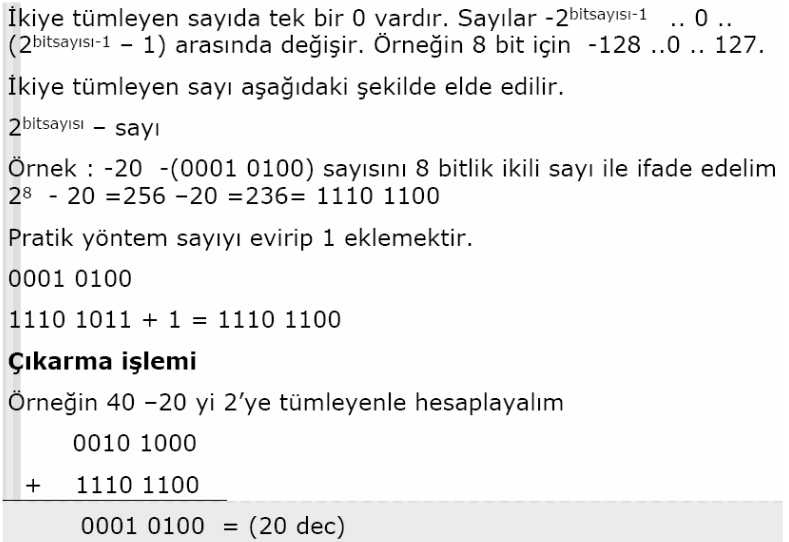 İkiye tümleyen sayıda tek bir 0 vardır. Sayılar -2^bitsayısı-1 .. 0 ..
(2^bitsayısı-1 – 1) arasında değişir. Örneğin 8 bit için -128 ..0 .. 127.
İkiye tümleyen sayı aşağıdaki şekilde elde edilir.
2^bitsayısı – sayı
Örnek : -20 -(0001 0100) sayısını 8 bitlik ikili sayı ile ifade edelim
2^8 - 20 =256 –20 =236= 1110 1100
Pratik yöntem sayıyı evirip 1 eklemektir.
0001 0100
1110 1011 + 1 = 1110 1100
Çıkarma işlemi
Örneğin 40 –20 yi 2’ye tümleyenle hesaplayalım
0010 1000
+ 1110 1100
0001 0100 = (20 dec)